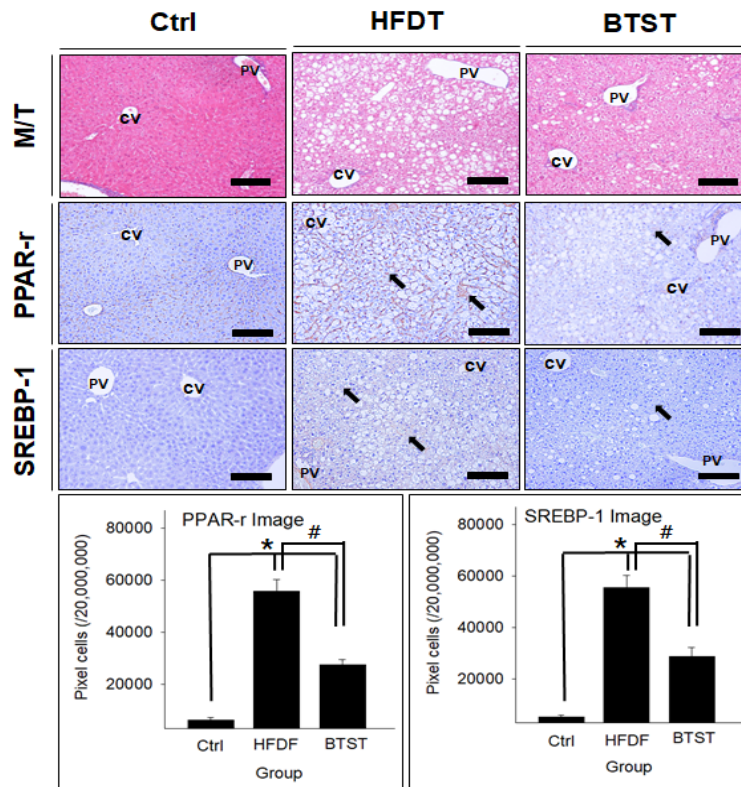 Ctrl HFDT BTST
M/T
PV CV PV CV PV CV
PPAR-r
CV PV CV PV CV
SREBP-1
PV CV CV PV CV PV
PPAR-r Image
* #
80000
60000
40000
20000
Pixel cells (/20,000,000)
Ctrl HFDF BTST
Group
SREBP-1 Image
* #
80000
60000
40000
20000
Pixel cells (/20,000,000)
Ctrl HFDF BTST
Group